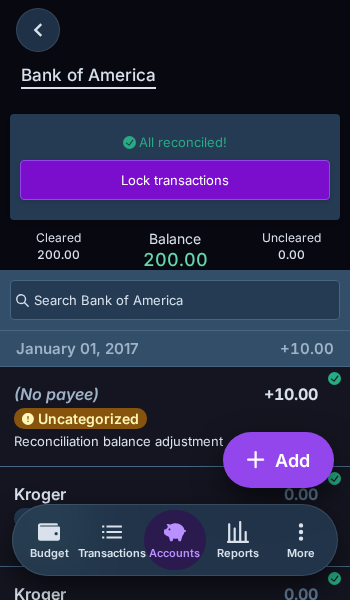 Bank of America
All reconciled!
Lock transactions
Cleared
200.00
Balance
200.00
Uncleared
0.00
Search Bank of America
January 01, 2017 +10.00
(No payee) +10.00
Uncategorized
Reconciliation balance adjustment
Add
Kroger 0.00
Budget Transactions Accounts Reports More
Kroger 0.00